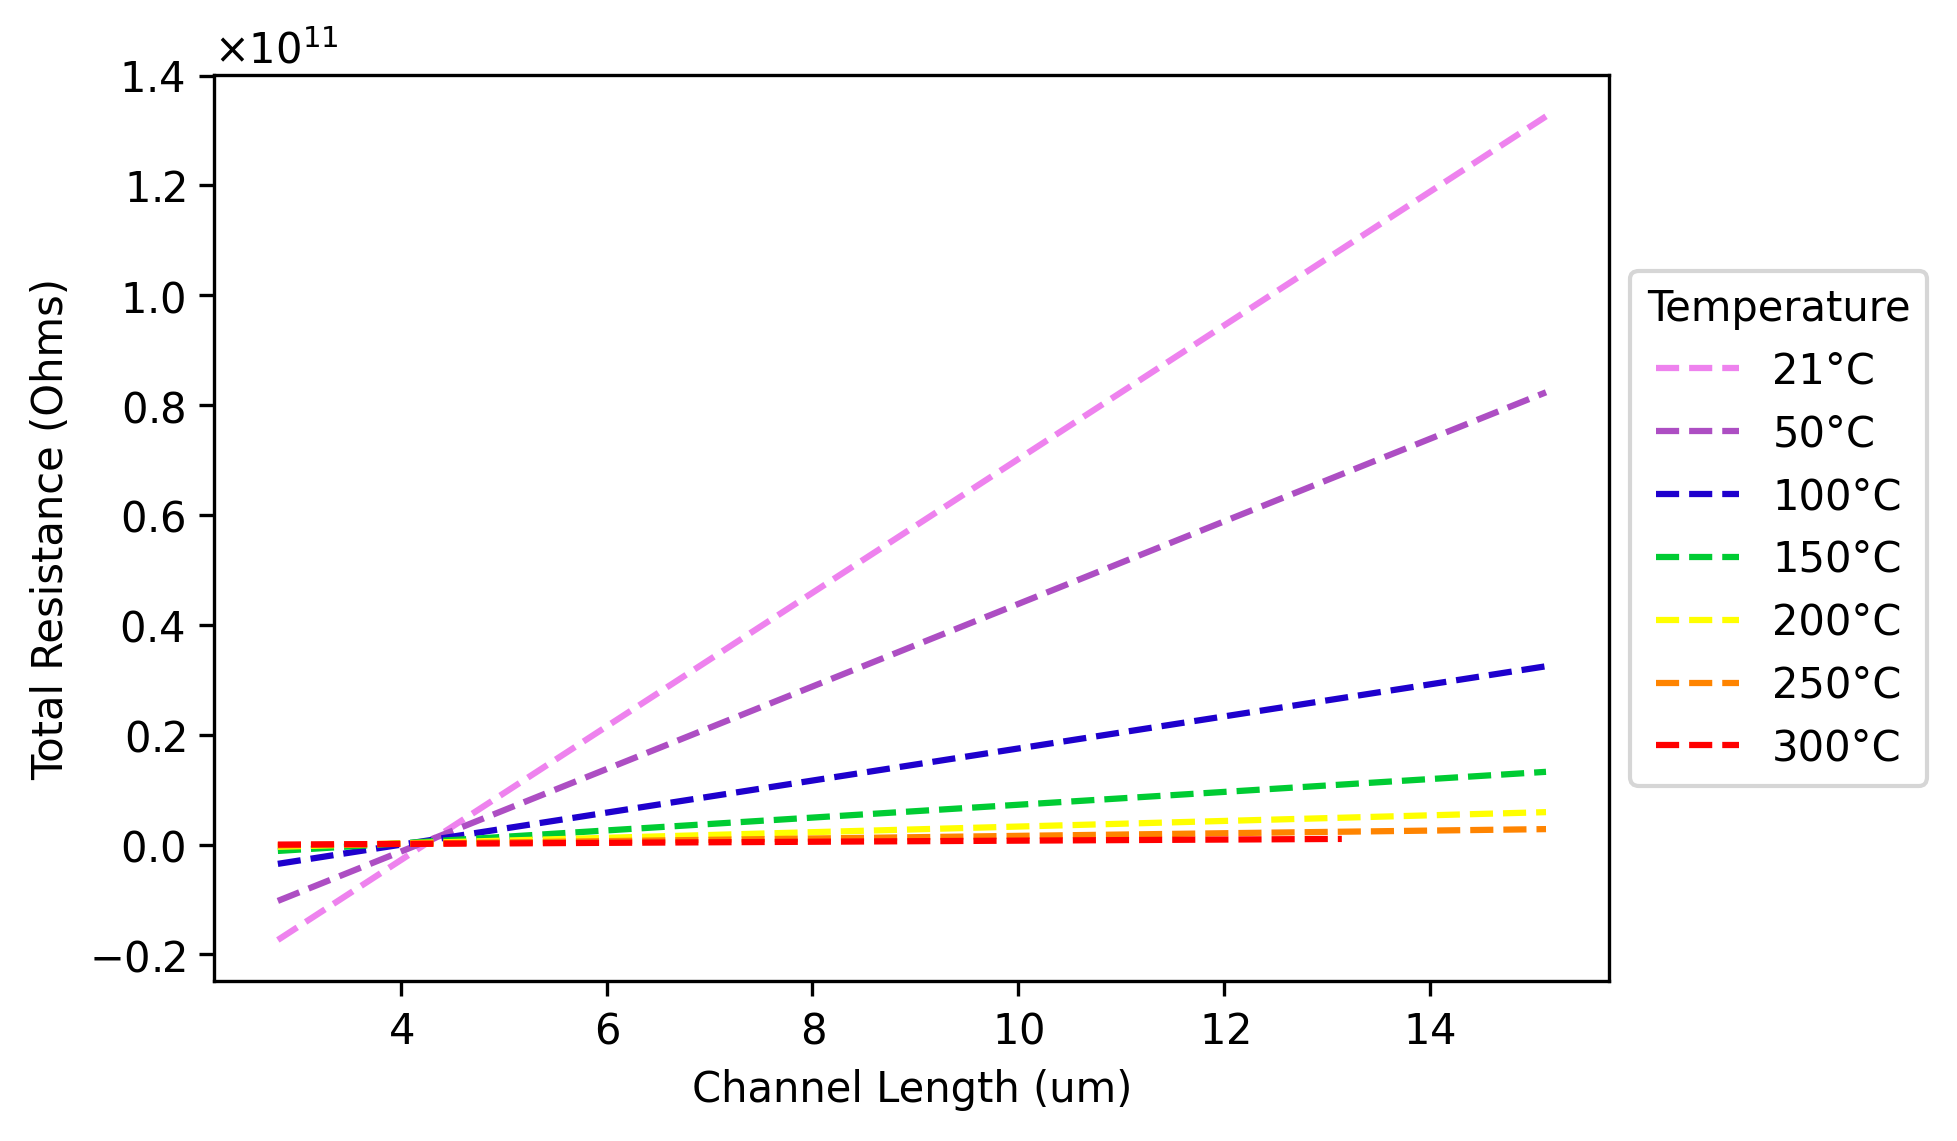 ×10¹¹
1.4
1.2
1.0
0.8
0.6
0.4
0.2
0.0
−0.2
Total Resistance (Ohms)
4 6 8 10 12 14
Channel Length (um)
Temperature
21°C
50°C
100°C
150°C
200°C
250°C
300°C